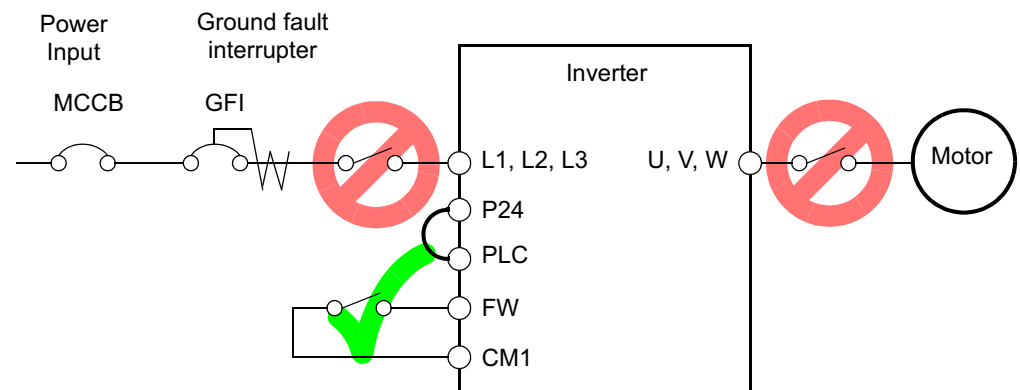 Power
Input
Ground fault
interrupter
Inverter
MCCB
GFI
L1, L2, L3
U, V, W
Motor
P24
PLC
FW
CM1